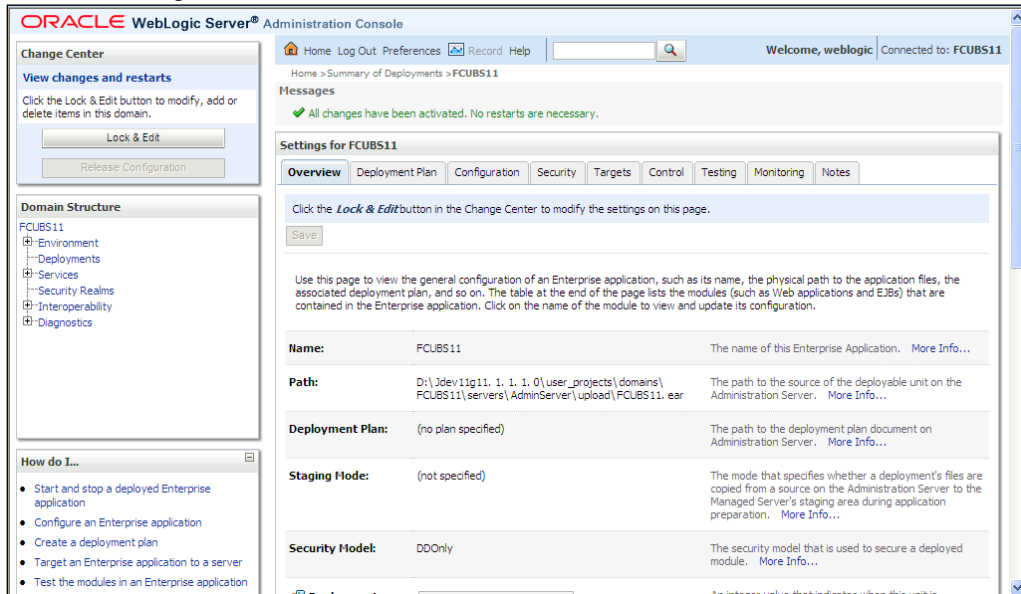 ORACLE WebLogic Server® Administration Console
Change Center
View changes and restarts
Click the Lock & Edit button to modify, add or
delete items in this domain.
Lock & Edit
Release Configuration
Domain Structure
FCUBS11
Environment
Deployments
Services
Security Realms
Interoperability
Diagnostics
How do I...
Start and stop a deployed Enterprise
application
Configure an Enterprise application
Create a deployment plan
Target an Enterprise application to a server
Test the modules in an Enterprise application
Home Log Out Preferences Record Help
Welcome, weblogic Connected to: FCUBS11
Home >Summary of Deployments >FCUBS11
Messages
All changes have been activated. No restarts are necessary.
Settings for FCUBS11
Overview Deployment Plan Configuration Security Targets Control Testing Monitoring Notes
Click the Lock & Edit button in the Change Center to modify the settings on this page.
Save
Use this page to view the general configuration of an Enterprise application, such as its name, the physical path to the application files, the
associated deployment plan, and so on. The table at the end of the page lists the modules (such as Web applications and EJBs) that are
contained in the Enterprise application. Click on the name of the module to view and update its configuration.
Name: FCUBS11 The name of this Enterprise Application. More Info...
Path: D:\Jdev11g11. 1. 1. 1. 0\user_projects\domains\ The path to the source of the deployable unit on the
FCUBS11\servers\AdminServer\upload\FCUBS11. ear Administration Server. More Info...
Deployment Plan: (no plan specified) The path to the deployment plan document on
Administration Server. More Info...
Staging Mode: (not specified) The mode that specifies whether a deployment's files are
copied from a source on the Administration Server to the
Managed Server's staging area during application
preparation. More Info...
Security Model: DDOnly The security model that is used to secure a deployed
module. More Info...